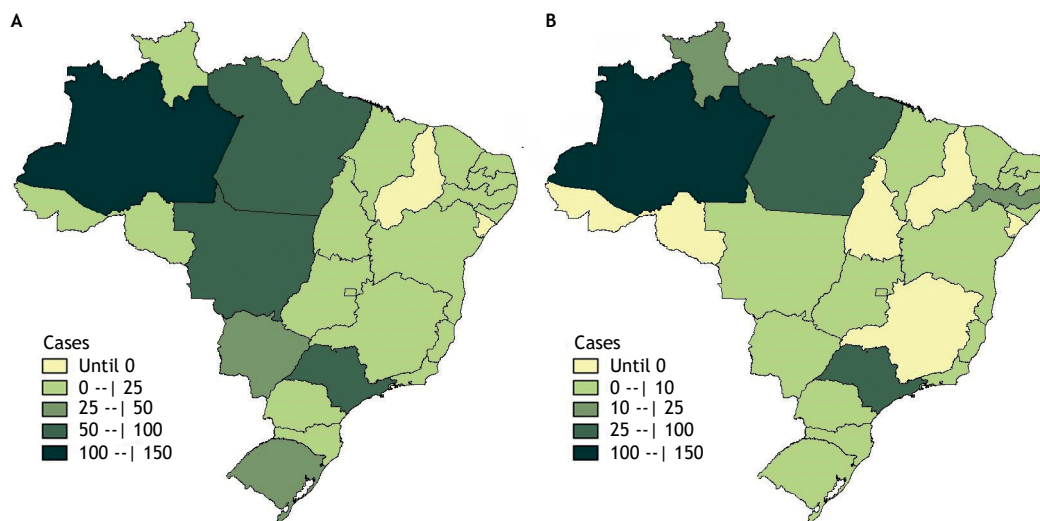 A
Cases
Until 0
0 --| 25
25 --| 50
50 --| 100
100 --| 150
B
Cases
Until 0
0 --| 10
10 --| 25
25 --| 100
100 --| 150